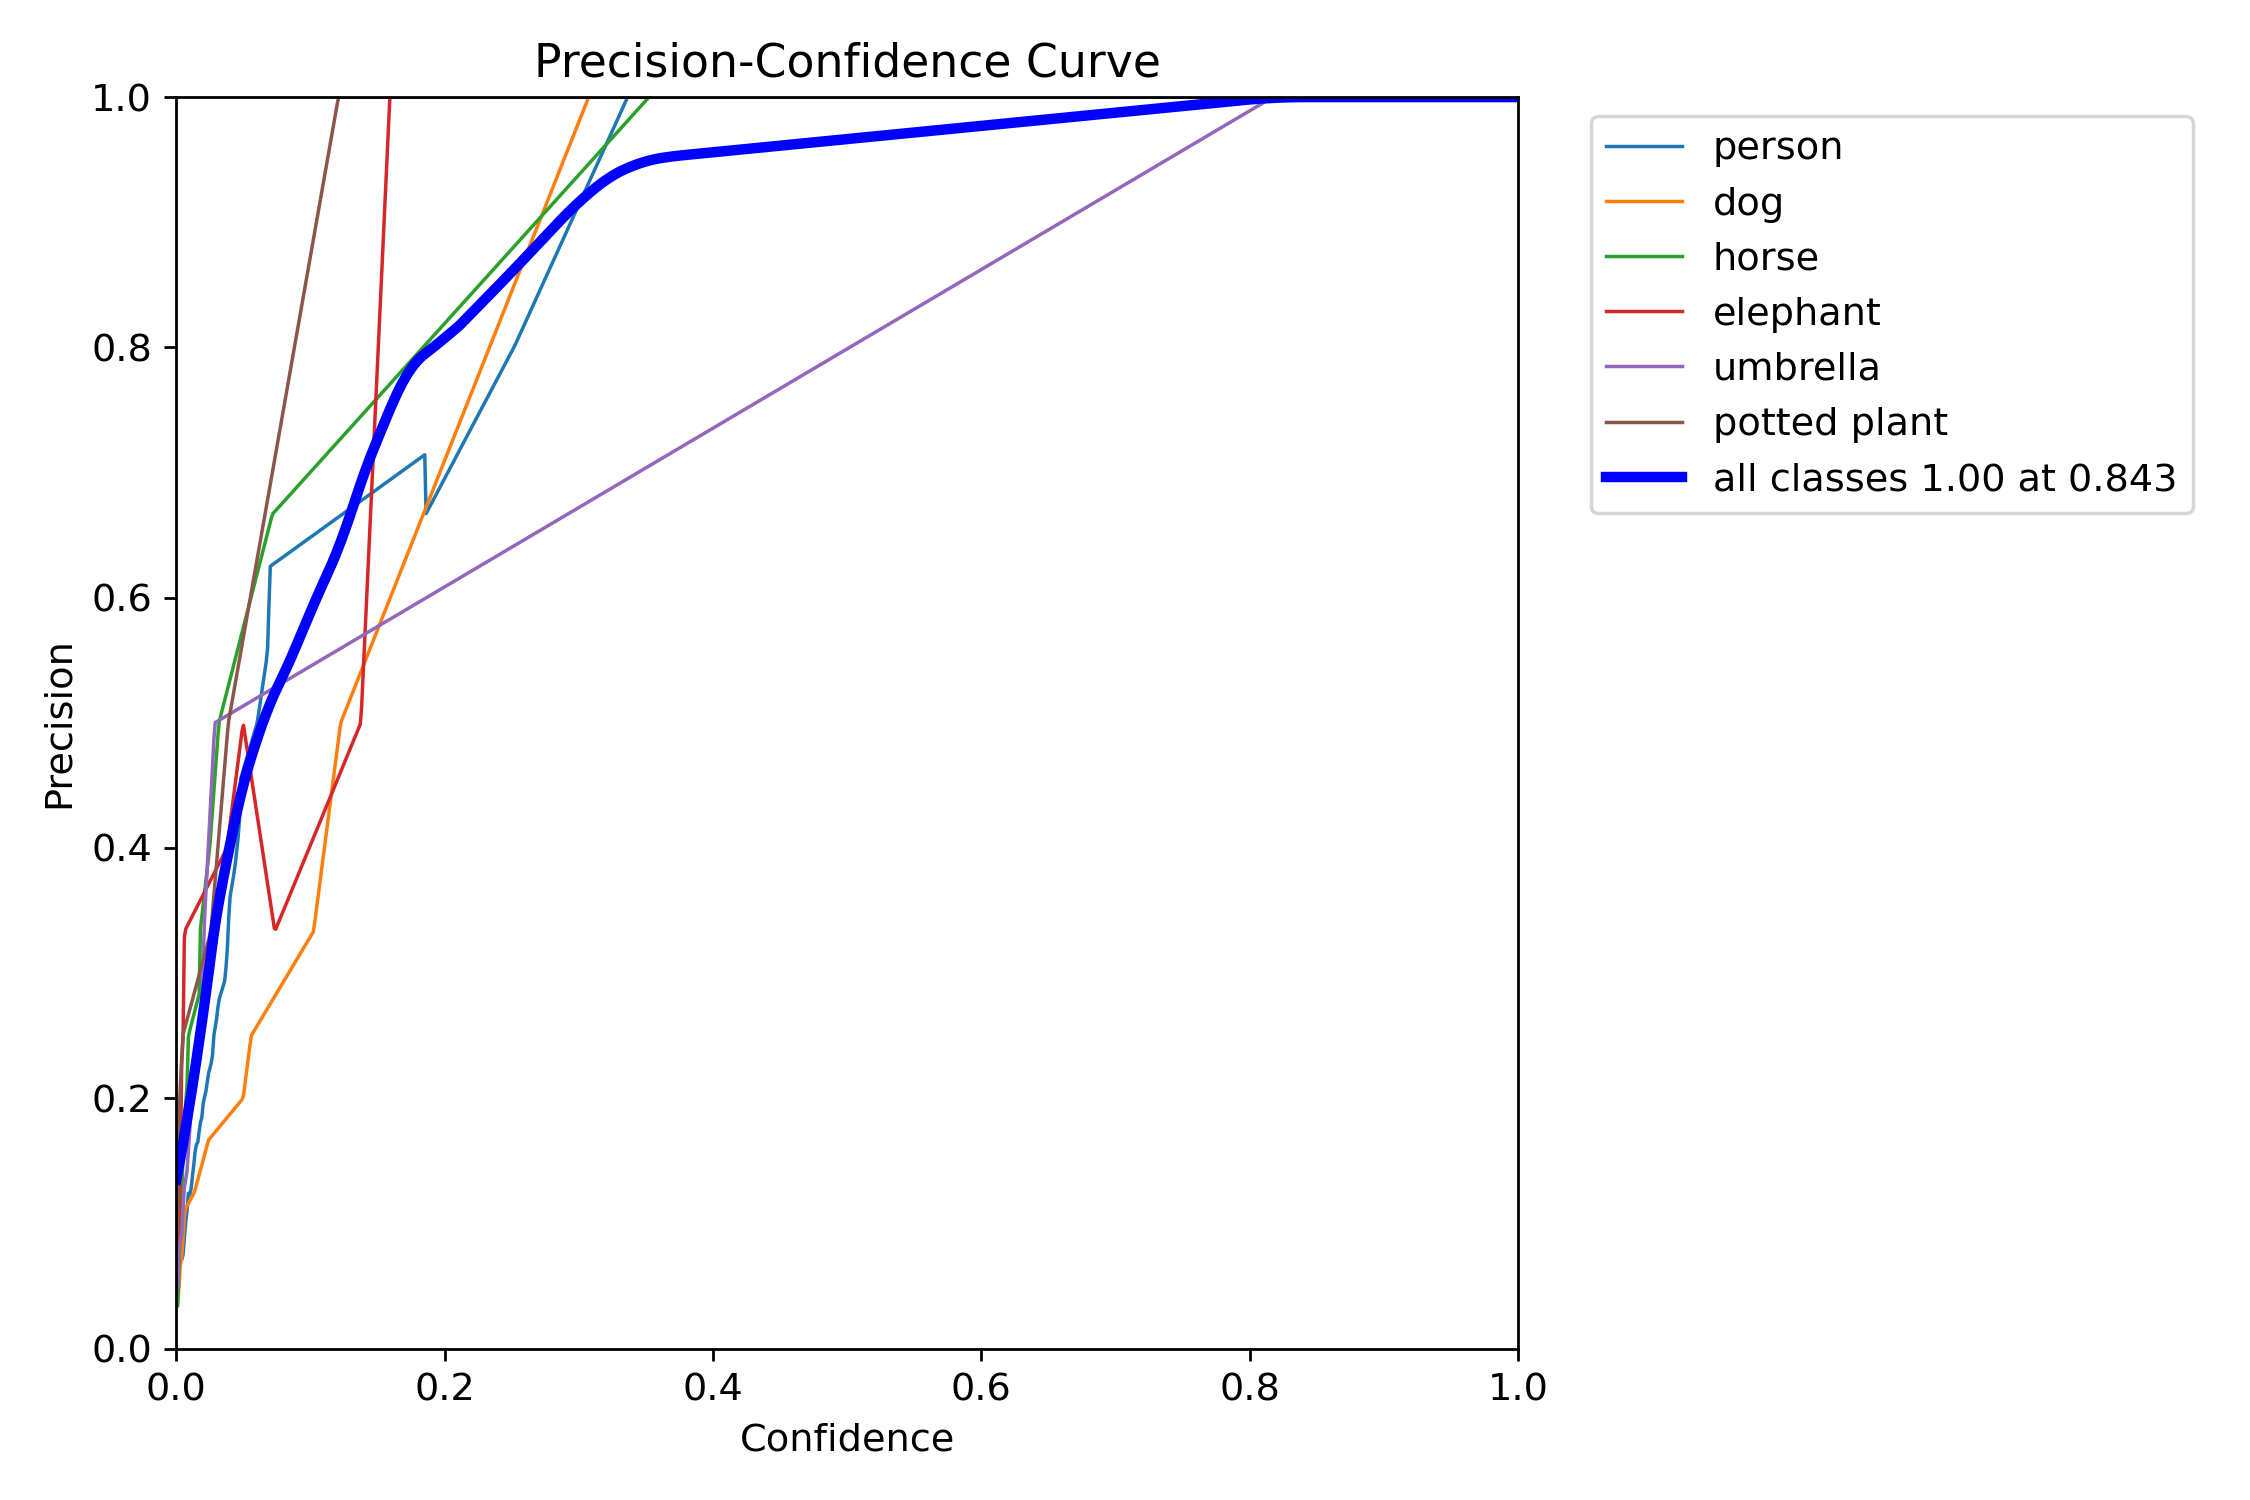 Precision-Confidence Curve
1.0
0.8
0.6
0.4
0.2
0.0
Precision
0.0 0.2 0.4 0.6 0.8 1.0
Confidence
person
dog
horse
elephant
umbrella
potted plant
all classes 1.00 at 0.843